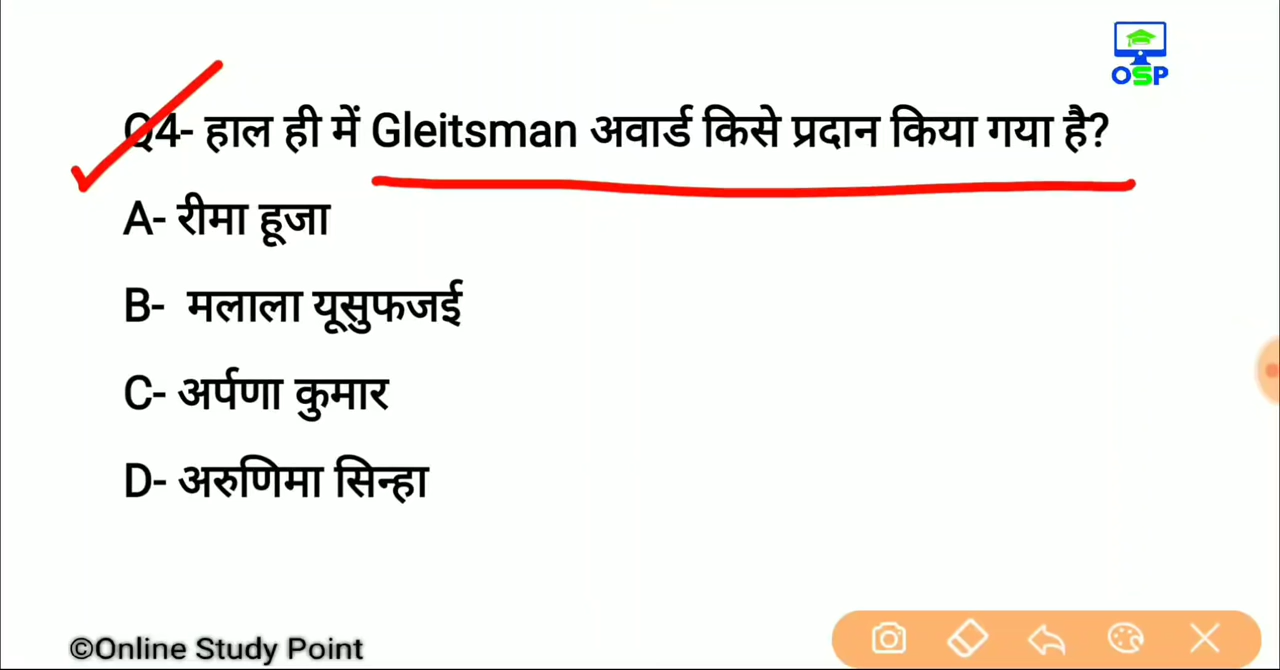 OSP
Q4- हाल ही में Gleitsman अवार्ड किसे प्रदान किया गया है?
A- रीमा हूजा
B- मलाला यूसुफजई
C- अर्पणा कुमार
D- अरुणिमा सिन्हा
©Online Study Point